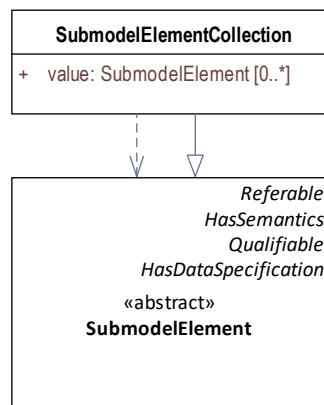 SubmodelElementCollection
+ value: SubmodelElement [0..*]
Referable
HasSemantics
Qualifiable
HasDataSpecification
«abstract»
SubmodelElement